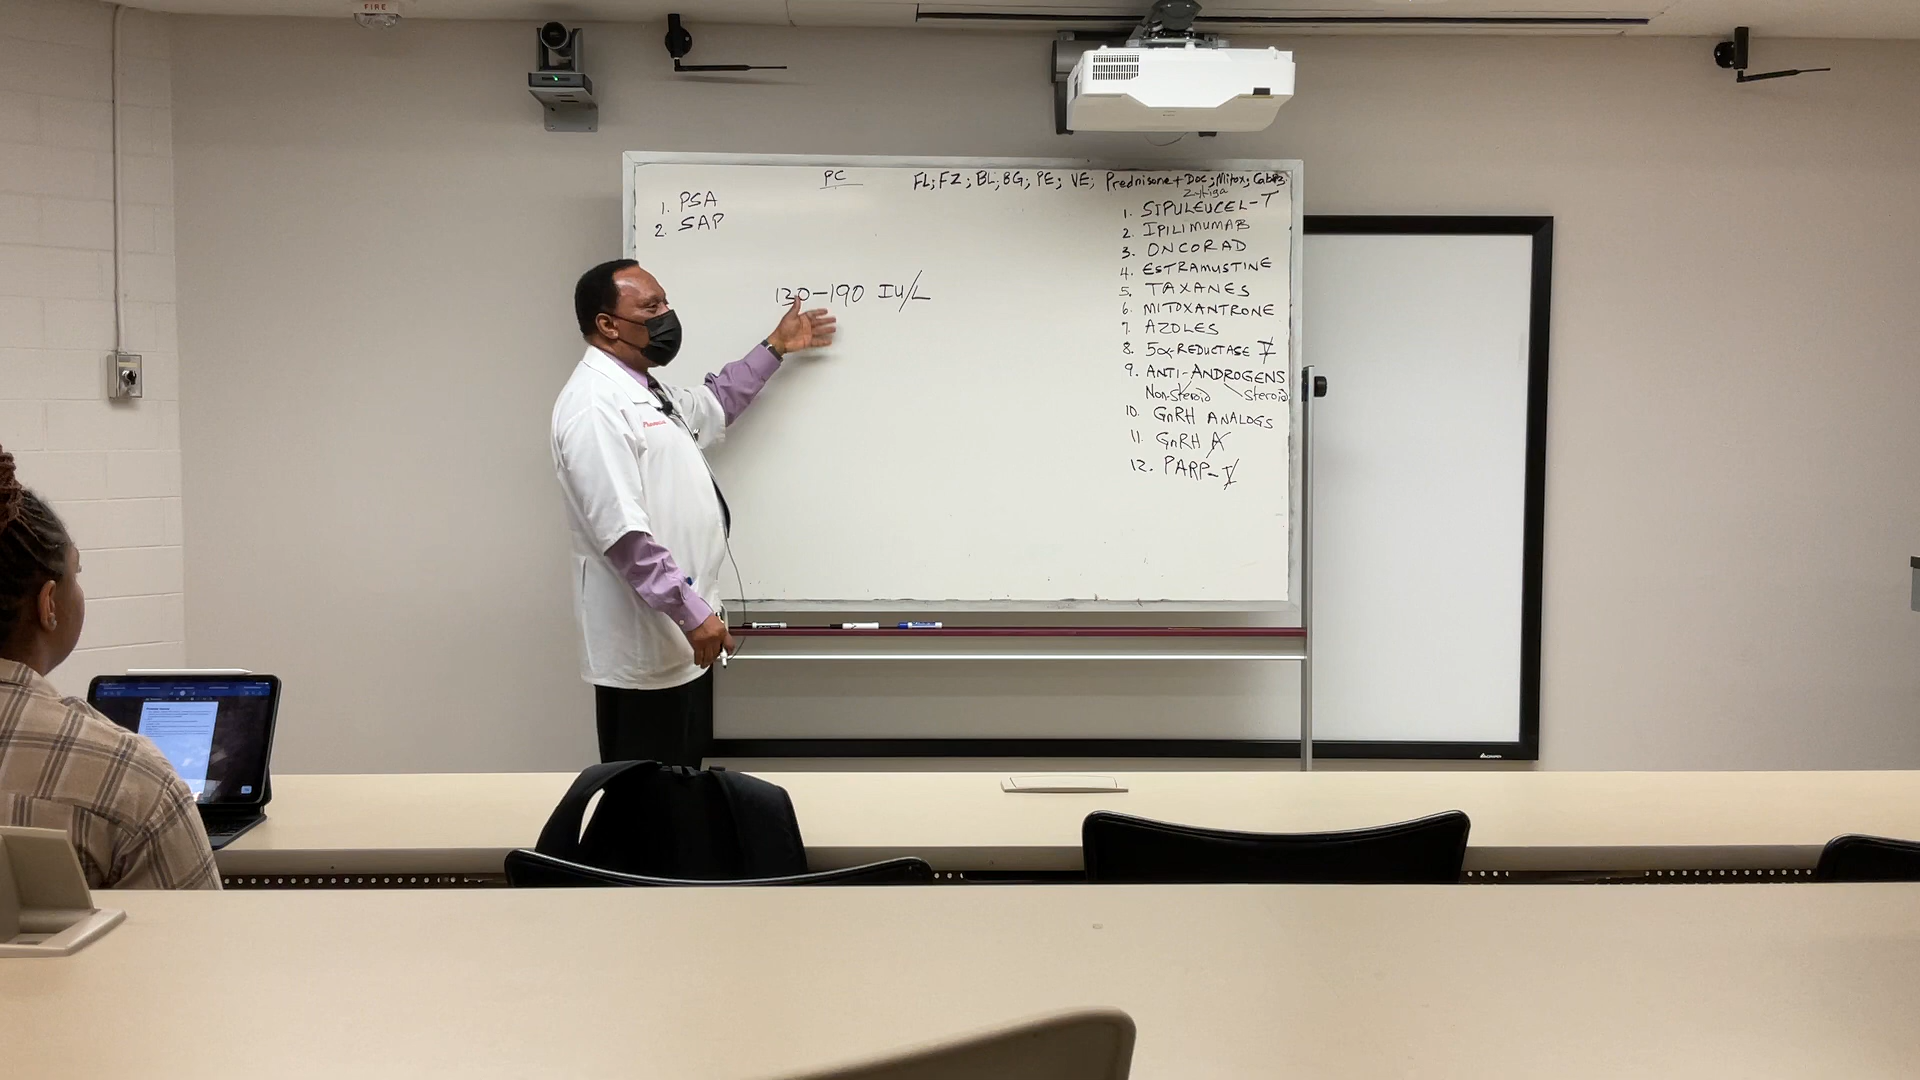 FIRE
PC
FL; FZ; BL; BG; PE; VE; Prednisone + Doc; Mitox; Cabaz
Zytiga
1. PSA
2. SAP
130-190 IU/L
1. SIPULEUCEL-T
2. IPILIMUMAB
3. ONCORAD
4. ESTRAMUSTINE
5. TAXANES
6. MITOXANTRONE
7. AZOLES
8. 5α-REDUCTASE I
9. ANTI-ANDROGENS
Non-Steroid Steroid
10. GnRH ANALOGS
11. GnRH A
12. PARP-I